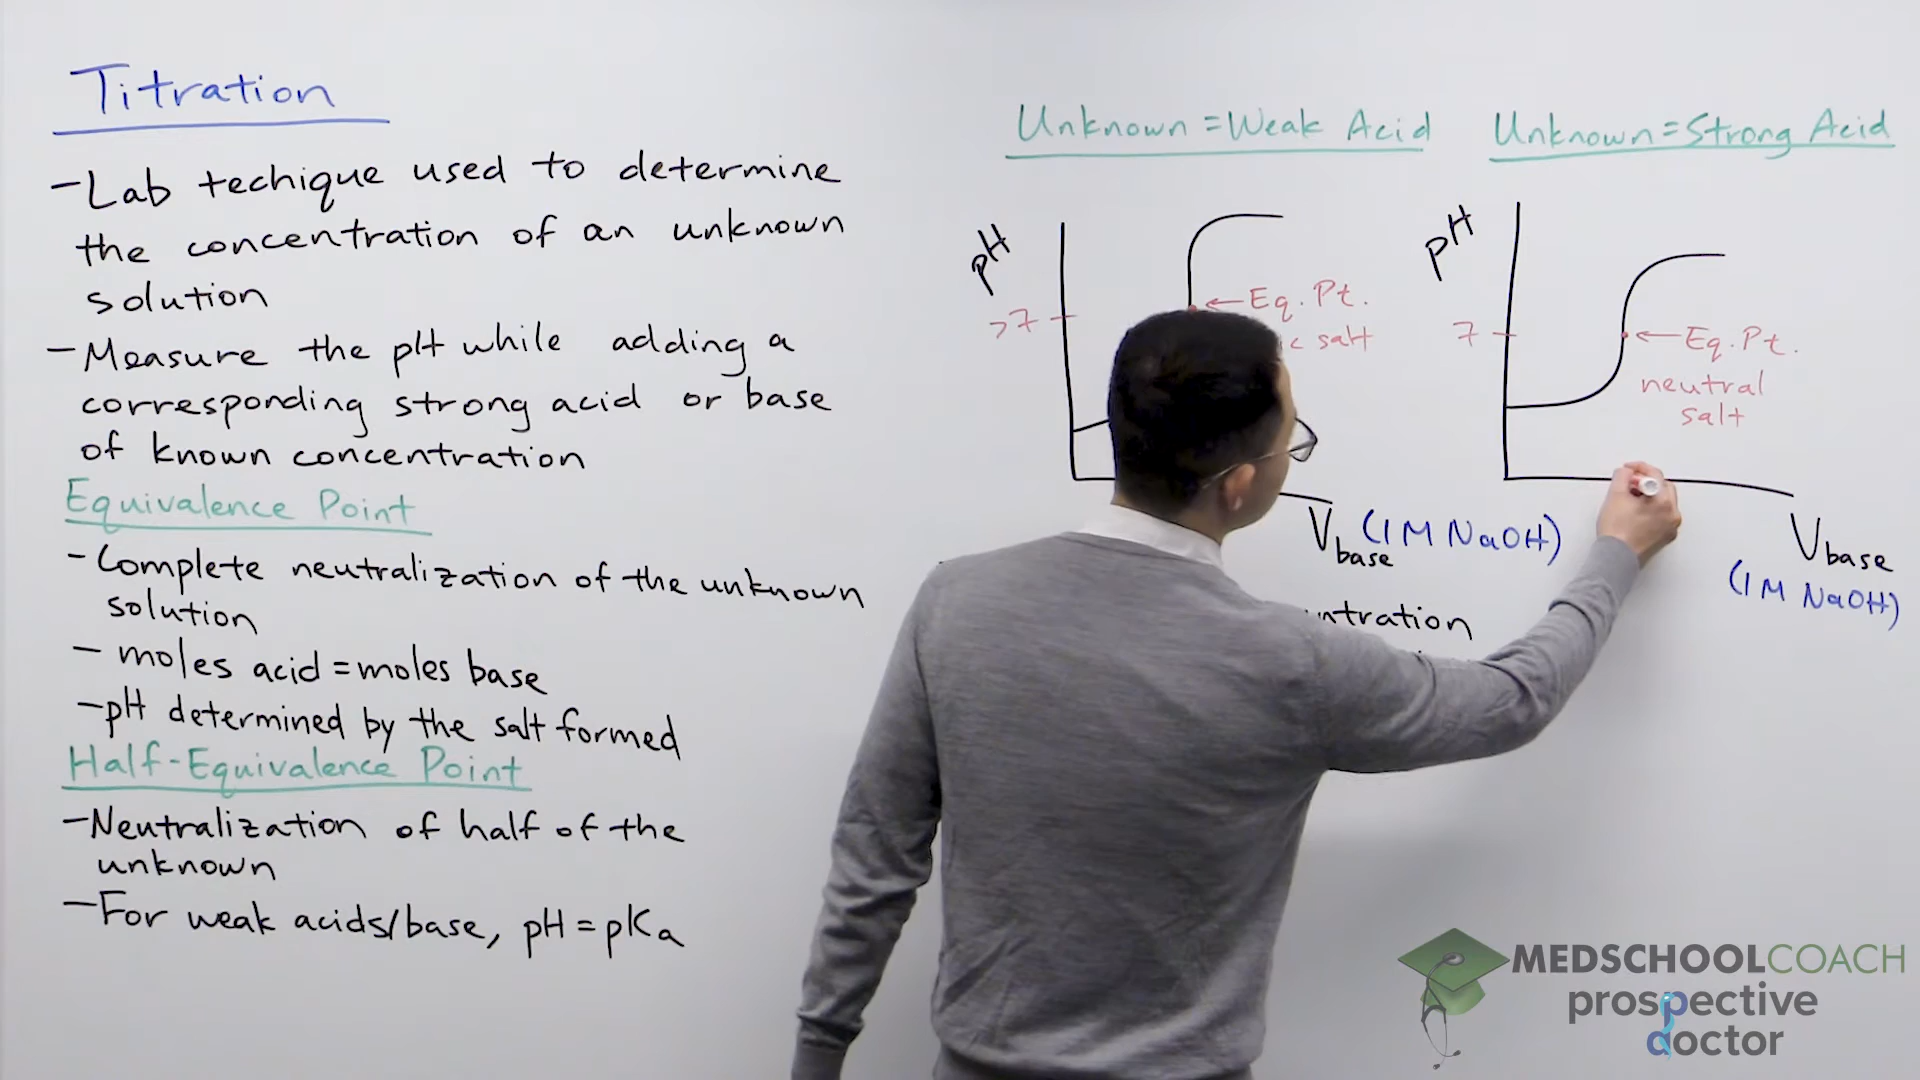 Titration
-Lab techique used to determine
the concentration of an unknown
solution
-Measure the pH while adding a
corresponding strong acid or base
of known concentration
Equivalence Point
-Complete neutralization of the unknown
solution
-moles acid=moles base
-pH determined by the salt formed
Half-Equivalence Point
-Neutralization of half of the
unknown
-For weak acids/base, pH=pKa
Unknown=Weak Acid
pH
>7
←Eq. Pt.
salt
Vbase (1 M NaOH)
Unknown=Strong Acid
pH
7
←Eq. Pt.
neutral
salt
Vbase
(1 M NaOH)
MEDSCHOOLCOACH
prospective
doctor